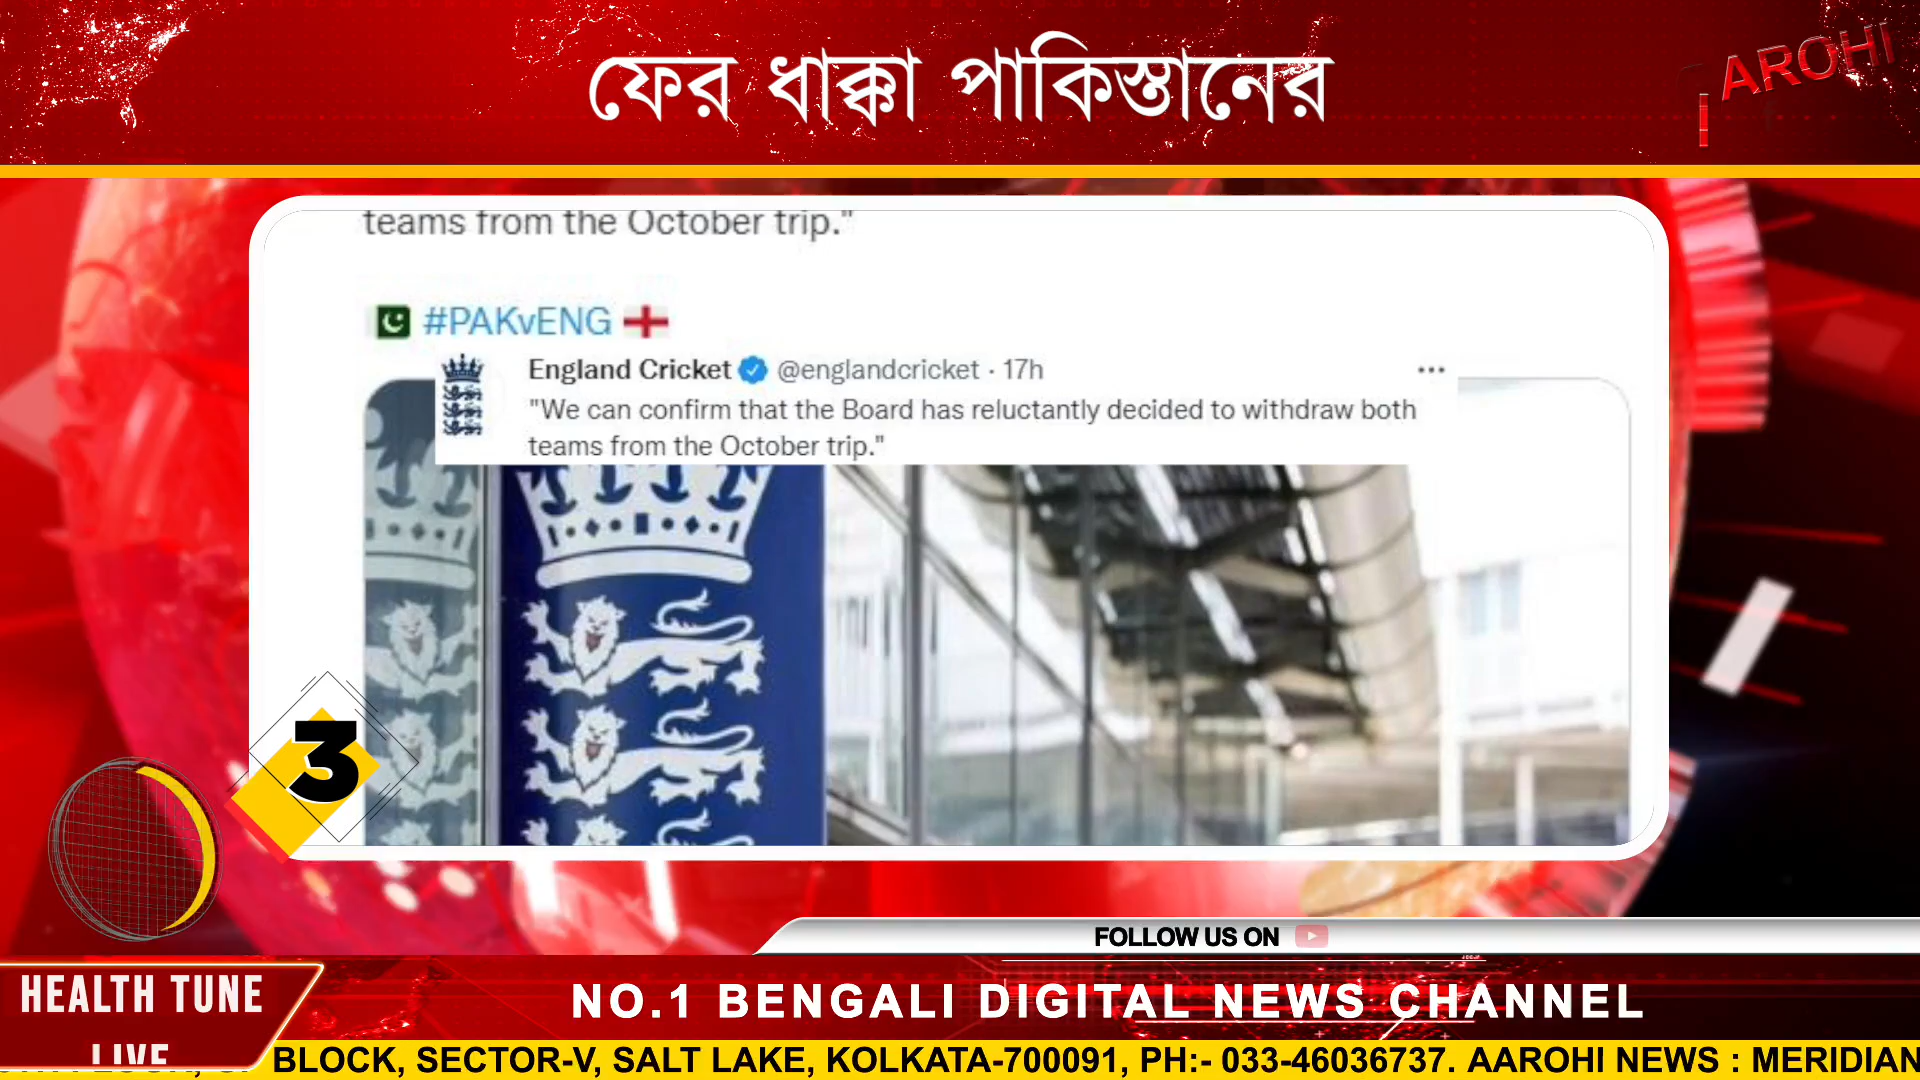 ফের ধাক্কা পাকিস্তানের
AROHI
teams from the October trip."
#PAKvENG
England Cricket @englandcricket · 17h
"We can confirm that the Board has reluctantly decided to withdraw both
teams from the October trip."
3
FOLLOW US ON
HEALTH TUNE
LIVE
NO.1 BENGALI DIGITAL NEWS CHANNEL
BLOCK, SECTOR-V, SALT LAKE, KOLKATA-700091, PH:- 033-46036737. AAROHI NEWS : MERIDIAN